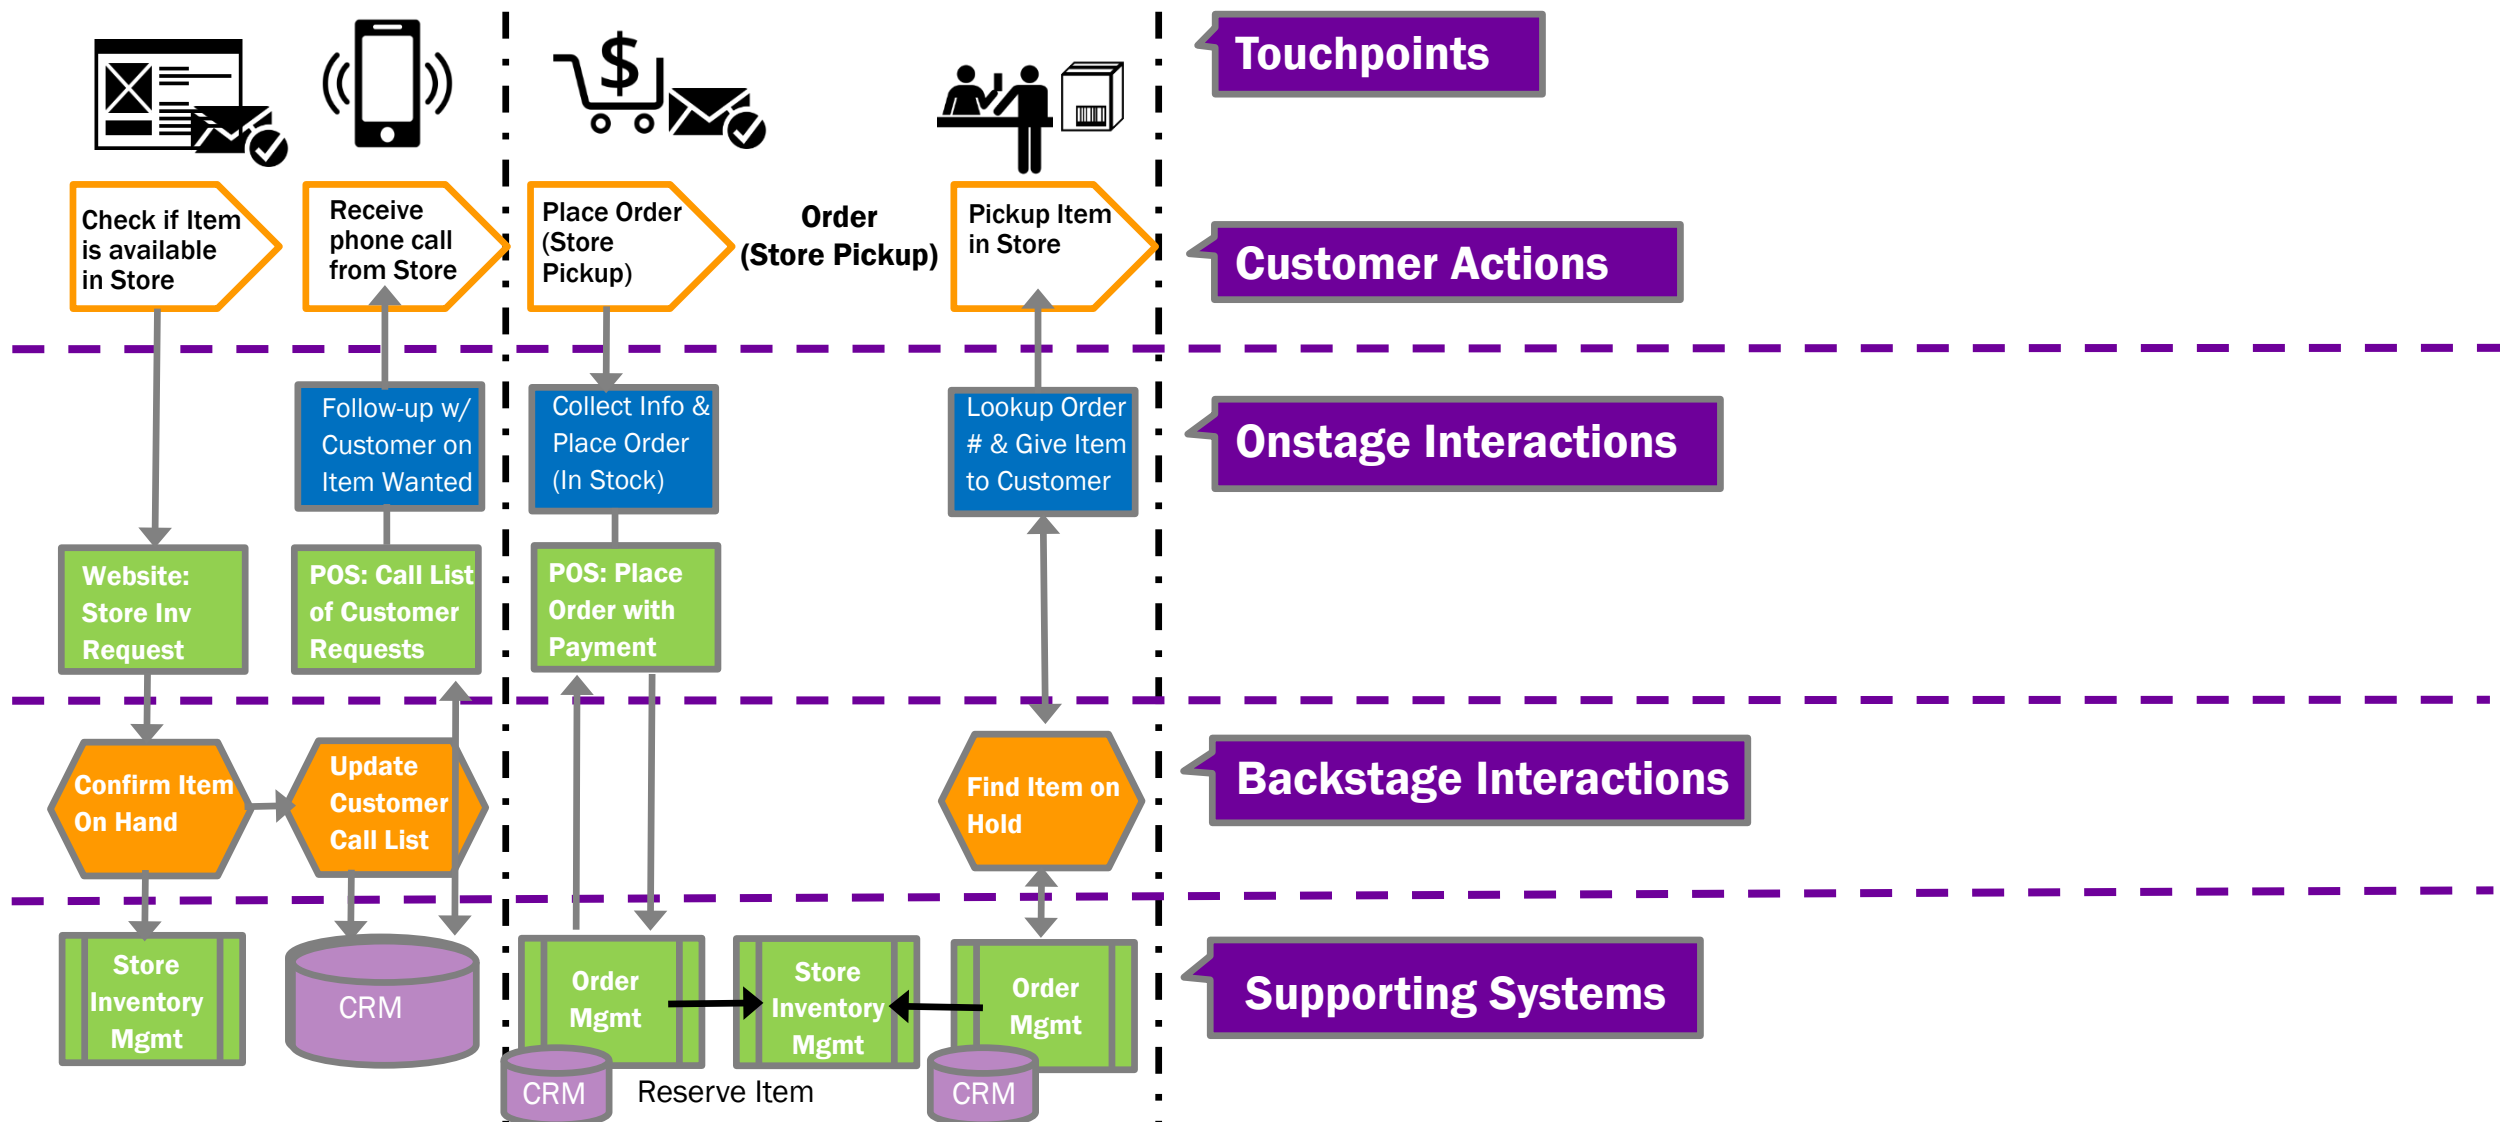 $
Touchpoints
Check if Item
is available
in Store
Receive
phone call
from Store
Place Order
(Store
Pickup)
Order
(Store Pickup)
Pickup Item
in Store
Customer Actions
Follow-up w/
Customer on
Item Wanted
Collect Info &
Place Order
(In Stock)
Lookup Order
# & Give Item
to Customer
Onstage Interactions
Website:
Store Inv
Request
POS: Call List
of Customer
Requests
POS: Place
Order with
Payment
Confirm Item
On Hand
Update
Customer
Call List
Find Item on
Hold
Backstage Interactions
Store
Inventory
Mgmt
CRM
Order
Mgmt
Store
Inventory
Mgmt
Order
Mgmt
Supporting Systems
CRM
Reserve Item
CRM